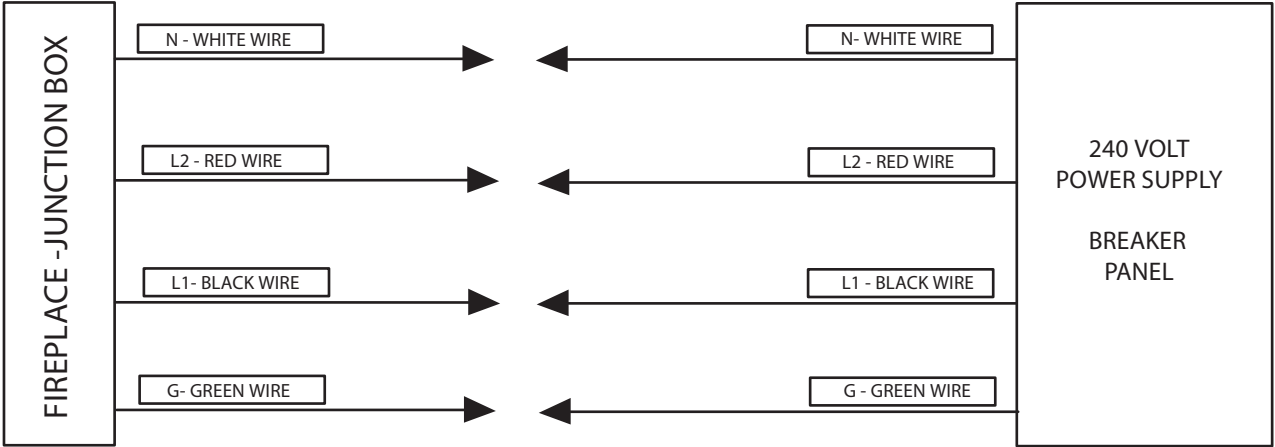 FIREPLACE -JUNCTION BOX
N - WHITE WIRE
L2 - RED WIRE
L1- BLACK WIRE
G- GREEN WIRE
N- WHITE WIRE
L2 - RED WIRE
L1 - BLACK WIRE
G - GREEN WIRE
240 VOLT
POWER SUPPLY
BREAKER
PANEL